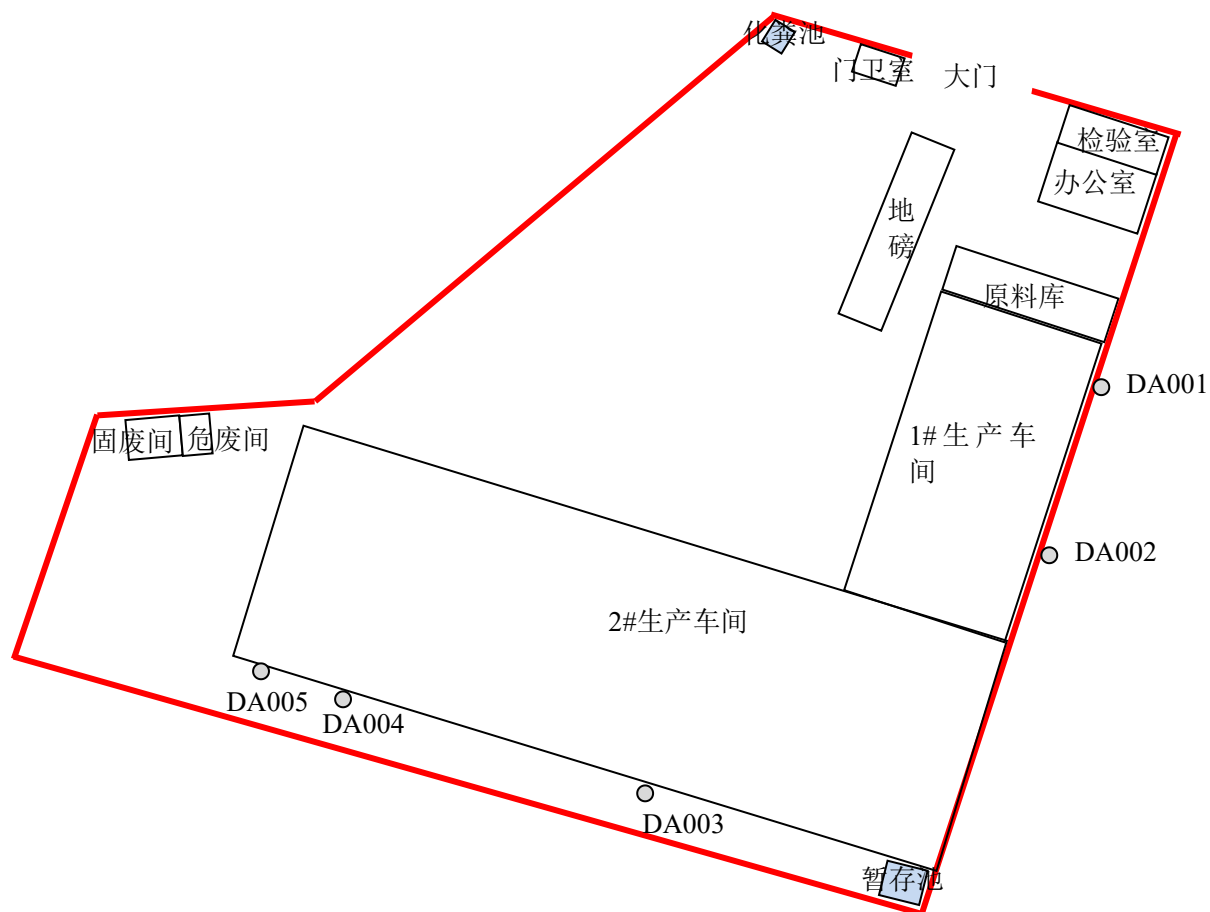 化粪池
门卫室
大门
检验室
办公室
地
磅
原料库
DA001
1#生产车
间
固废间
危废间
DA002
2#生产车间
DA005
DA004
DA003
暂存池